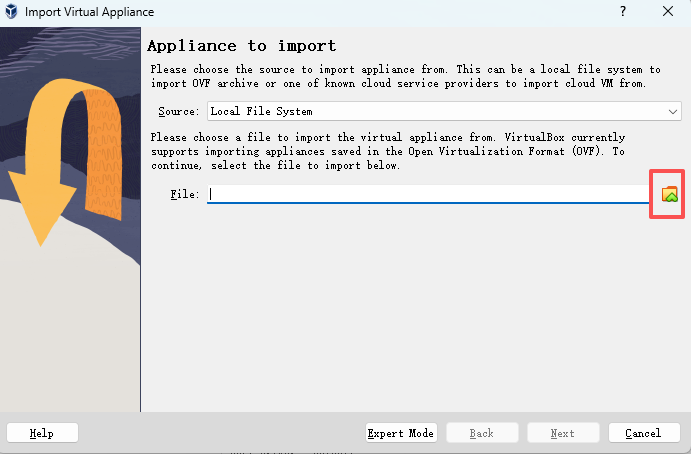 Import Virtual Appliance
?
Appliance to import
Please choose the source to import appliance from. This can be a local file system to
import OVF archive or one of known cloud service providers to import cloud VM from.
Source: Local File System
Please choose a file to import the virtual appliance from. VirtualBox currently
supports importing appliances saved in the Open Virtualization Format (OVF). To
continue, select the file to import below.
File:
Help Expert Mode Back Next Cancel